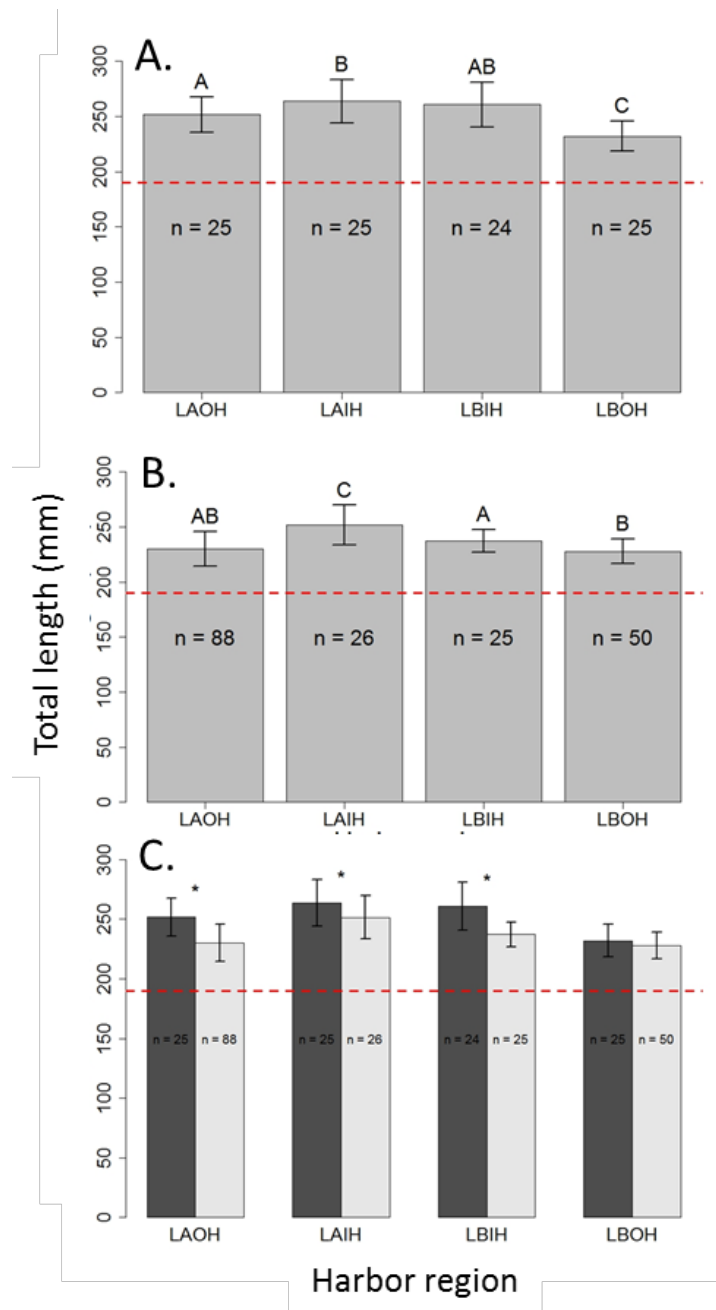 A.
300
250
200
150
100
50
0
A B AB C
n = 25 n = 25 n = 24 n = 25
LAOH LAIH LBIH LBOH
Total length (mm)
B.
300
250
200
150
100
50
0
AB C A B
n = 88 n = 26 n = 25 n = 50
LAOH LAIH LBIH LBOH
C.
300
250
200
150
100
50
0
* * *
n = 25 n = 88 n = 25 n = 26 n = 24 n = 25 n = 25 n = 50
LAOH LAIH LBIH LBOH
Harbor region